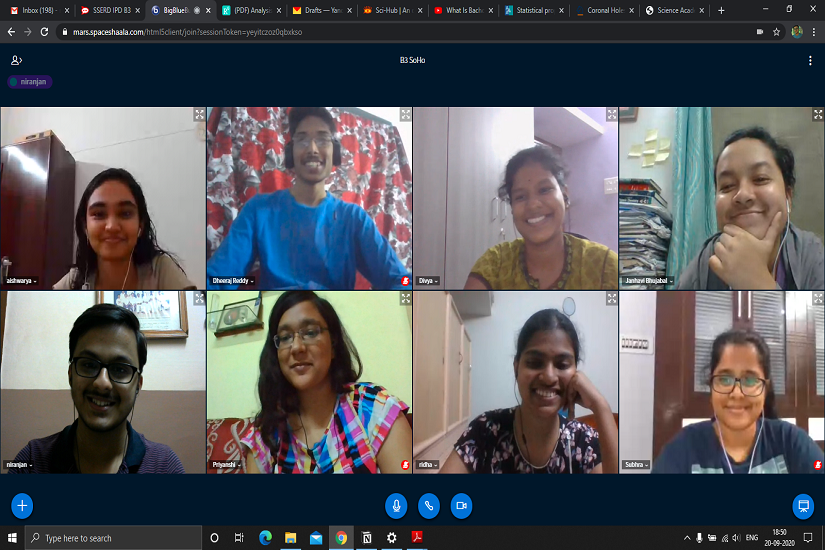 Inbox (198) -
SSERD IPD B3
BigBlueB
(PDF) Analysi
Drafts — Yan
Sci-Hub | An
What Is Bach
Statistical pro
Coronal Hole
Science Acad
mars.spaceshaala.com/html5client/join?sessionToken=yeyitczoz0qbxkso
B3 SoHo
niranjan
aishwarya
Dheeraj Reddy
Divya
Janhavi Bhujabal
niranjan
Priyanshi
ridha
Subhra
Type here to search
ENG
18:50
20-09-2020